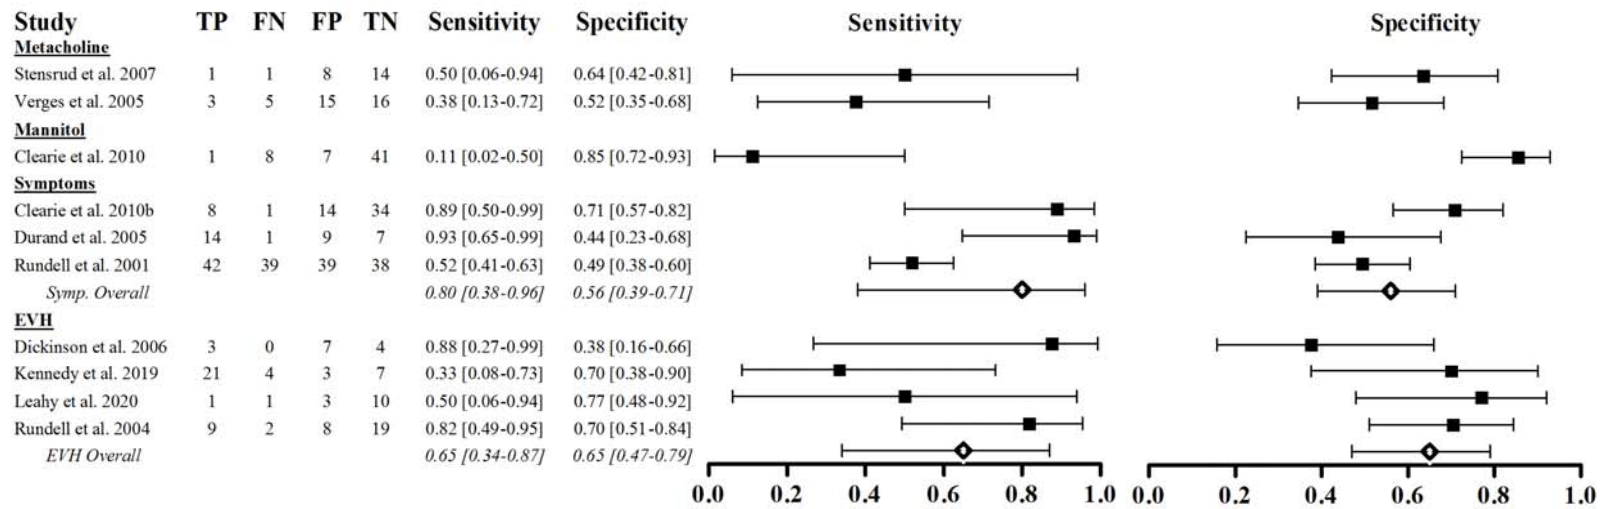 Study TP FN FP TN Sensitivity Specificity Sensitivity Specificity
Metacholine
Stensrud et al. 2007 1 1 8 14 0.50 [0.06-0.94] 0.64 [0.42-0.81]
Verges et al. 2005 3 5 15 16 0.38 [0.13-0.72] 0.52 [0.35-0.68]
Mannitol
Clearie et al. 2010 1 8 7 41 0.11 [0.02-0.50] 0.85 [0.72-0.93]
Symptoms
Clearie et al. 2010b 8 1 14 34 0.89 [0.50-0.99] 0.71 [0.57-0.82]
Durand et al. 2005 14 1 9 7 0.93 [0.65-0.99] 0.44 [0.23-0.68]
Rundell et al. 2001 42 39 39 38 0.52 [0.41-0.63] 0.49 [0.38-0.60]
Symp. Overall 0.80 [0.38-0.96] 0.56 [0.39-0.71]
EVH
Dickinson et al. 2006 3 0 7 4 0.88 [0.27-0.99] 0.38 [0.16-0.66]
Kennedy et al. 2019 21 4 3 7 0.33 [0.08-0.73] 0.70 [0.38-0.90]
Leahy et al. 2020 1 1 3 10 0.50 [0.06-0.94] 0.77 [0.48-0.92]
Rundell et al. 2004 9 2 8 19 0.82 [0.49-0.95] 0.70 [0.51-0.84]
EVH Overall 0.65 [0.34-0.87] 0.65 [0.47-0.79]
0.0 0.2 0.4 0.6 0.8 1.0 0.0 0.2 0.4 0.6 0.8 1.0